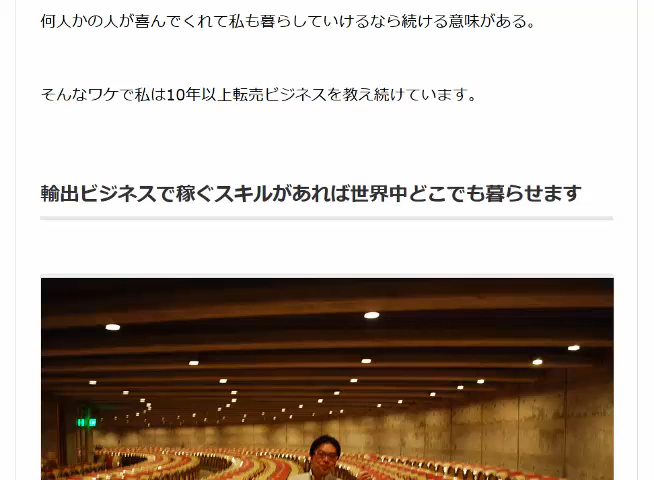 何人かの人が喜んでくれて私も暮らしていけるなら続ける意味がある。
そんなワケで私は10年以上転売ビジネスを教え続けています。
輸出ビジネスで稼ぐスキルがあれば世界中どこでも暮らせます